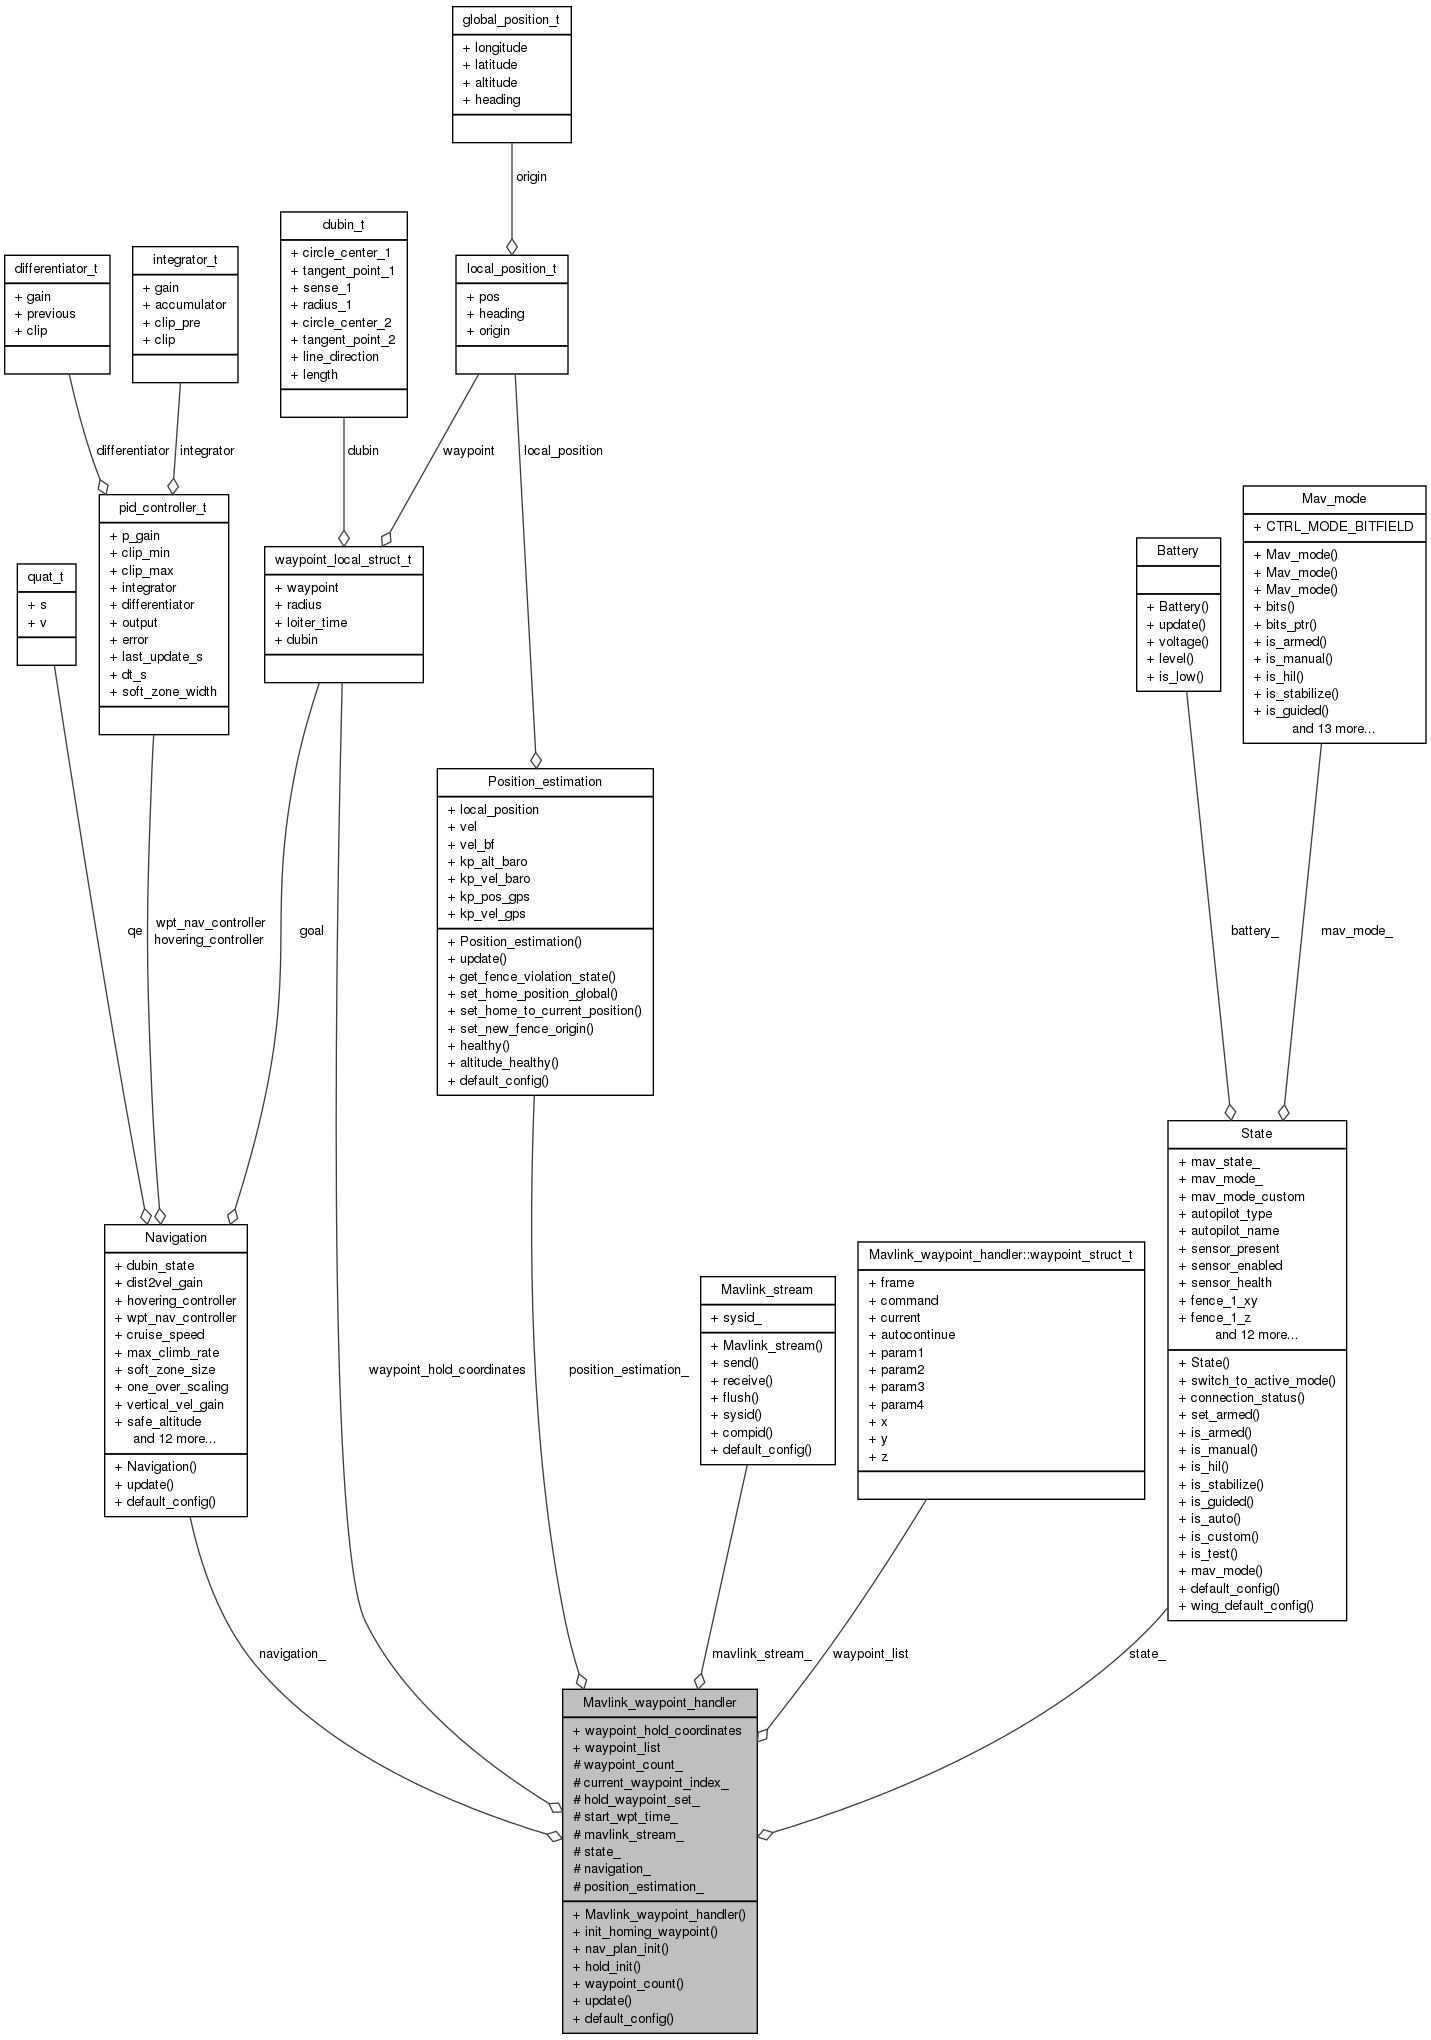 global_position_t
+ longitude
+ latitude
+ altitude
+ heading
origin
dubin_t
+ circle_center_1
+ tangent_point_1
+ sense_1
+ radius_1
+ circle_center_2
+ tangent_point_2
+ line_direction
+ length
differentiator_t
+ gain
+ previous
+ clip
integrator_t
+ gain
+ accumulator
+ clip_pre
+ clip
local_position_t
+ pos
+ heading
+ origin
differentiator
integrator
dubin
waypoint
local_position
pid_controller_t
+ p_gain
+ clip_min
+ clip_max
+ integrator
+ differentiator
+ output
+ error
+ last_update_s
+ dt_s
+ soft_zone_width
quat_t
+ s
+ v
waypoint_local_struct_t
+ waypoint
+ radius
+ loiter_time
+ dubin
Battery
+ Battery()
+ update()
+ voltage()
+ level()
+ is_low()
Mav_mode
+ CTRL_MODE_BITFIELD
+ Mav_mode()
+ Mav_mode()
+ Mav_mode()
+ bits()
+ bits_ptr()
+ is_armed()
+ is_manual()
+ is_hil()
+ is_stabilize()
+ is_guided()
and 13 more...
Position_estimation
+ local_position
+ vel
+ vel_bf
+ kp_alt_baro
+ kp_vel_baro
+ kp_pos_gps
+ kp_vel_gps
+ Position_estimation()
+ update()
+ get_fence_violation_state()
+ set_home_position_global()
+ set_home_to_current_position()
+ set_new_fence_origin()
+ healthy()
+ altitude_healthy()
+ default_config()
qe
wpt_nav_controller
hovering_controller
goal
battery_
mav_mode_
Navigation
+ dubin_state
+ dist2vel_gain
+ hovering_controller
+ wpt_nav_controller
+ cruise_speed
+ max_climb_rate
+ soft_zone_size
+ one_over_scaling
+ vertical_vel_gain
+ safe_altitude
and 12 more...
+ Navigation()
+ update()
+ default_config()
waypoint_hold_coordinates
position_estimation_
Mavlink_stream
+ sysid_
+ Mavlink_stream()
+ send()
+ receive()
+ flush()
+ sysid()
+ compid()
+ default_config()
Mavlink_waypoint_handler::waypoint_struct_t
+ frame
+ command
+ current
+ autocontinue
+ param1
+ param2
+ param3
+ param4
+ x
+ y
+ z
State
+ mav_state_
+ mav_mode_
+ mav_mode_custom
+ autopilot_type
+ autopilot_name
+ sensor_present
+ sensor_enabled
+ sensor_health
+ fence_1_xy
+ fence_1_z
and 12 more...
+ State()
+ switch_to_active_mode()
+ connection_status()
+ set_armed()
+ is_armed()
+ is_manual()
+ is_hil()
+ is_stabilize()
+ is_guided()
+ is_auto()
+ is_custom()
+ is_test()
+ mav_mode()
+ default_config()
+ wing_default_config()
navigation_
mavlink_stream_
waypoint_list
state_
Mavlink_waypoint_handler
+ waypoint_hold_coordinates
+ waypoint_list
# waypoint_count_
# current_waypoint_index_
# hold_waypoint_set_
# start_wpt_time_
# mavlink_stream_
# state_
# navigation_
# position_estimation_
+ Mavlink_waypoint_handler()
+ init_homing_waypoint()
+ nav_plan_init()
+ hold_init()
+ waypoint_count()
+ update()
+ default_config()